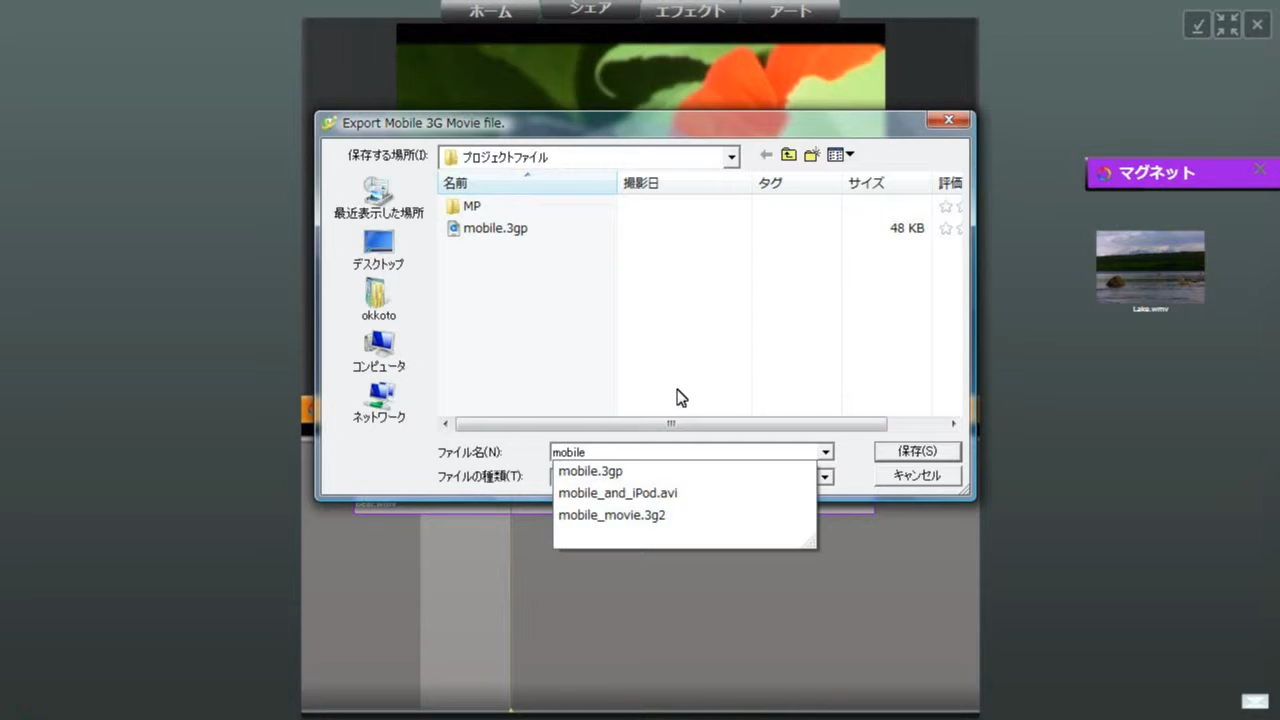 ホーム シェア エフェクト アート
Export Mobile 3G Movie file.
保存する場所(I): プロジェクトファイル
名前 撮影日 タグ サイズ 評価
MP
mobile.3gp 48 KB
最近表示した場所
デスクトップ
okkoto
コンピュータ
ネットワーク
ファイル名(N): mobile 保存(S)
ファイルの種類(T): キャンセル
mobile.3gp
mobile_and_iPod.avi
mobile_movie.3g2
マグネット
Lake.wmv